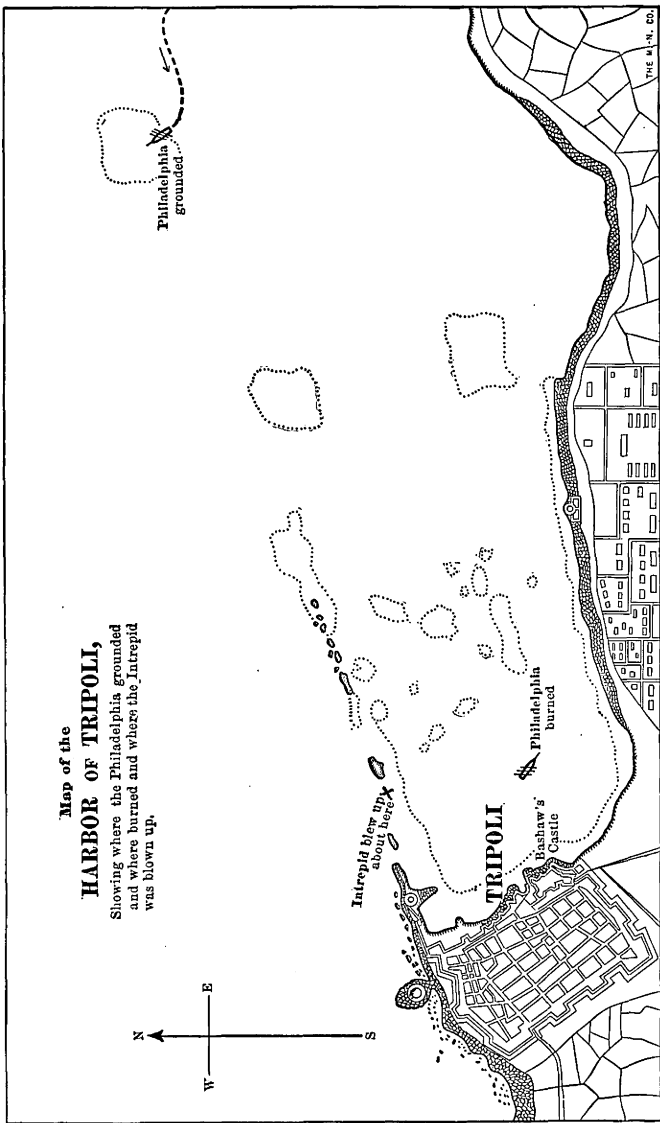 Map of the
HARBOR OF TRIPOLI,
Showing where the Philadelphia grounded
and where burned and where the Intrepid
was blown up.
N
W
E
S
Philadelphia
grounded
Intrepid blew up
about here X
TRIPOLI
Bashaw's
Castle
Philadelphia
burned
THE M.-N. CO.